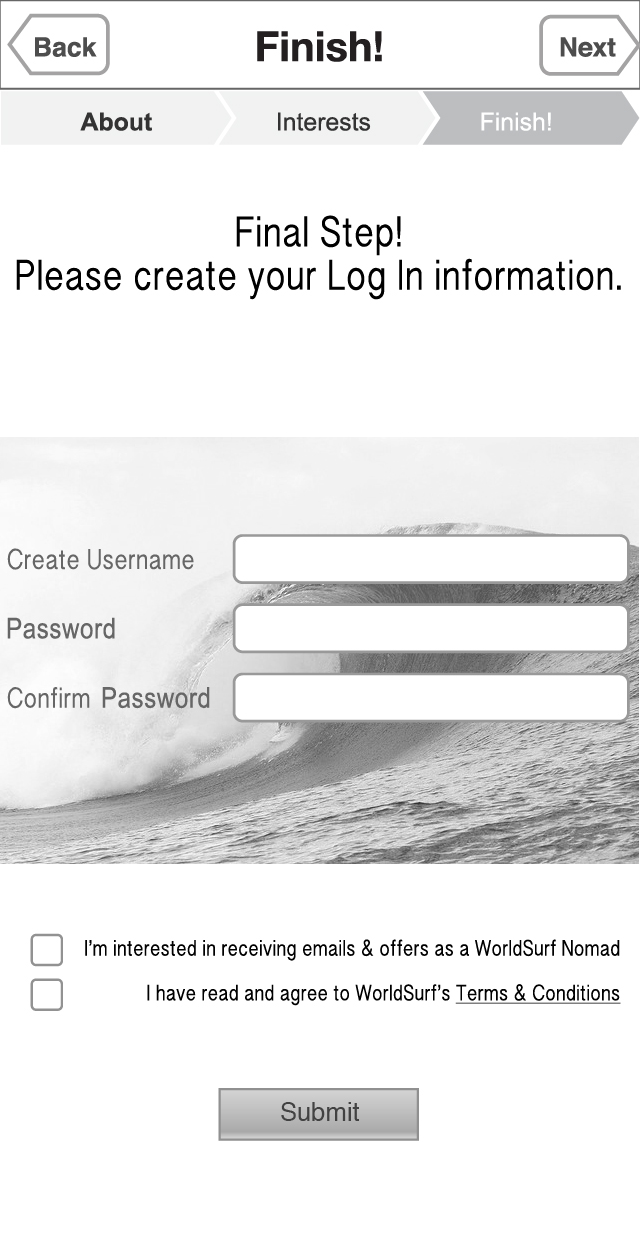 Back
Finish!
Next
About
Interests
Finish!
Final Step!
Please create your Log In information.
Create Username
Password
Confirm Password
I'm interested in receiving emails & offers as a WorldSurf Nomad
I have read and agree to WorldSurf's Terms & Conditions
Submit